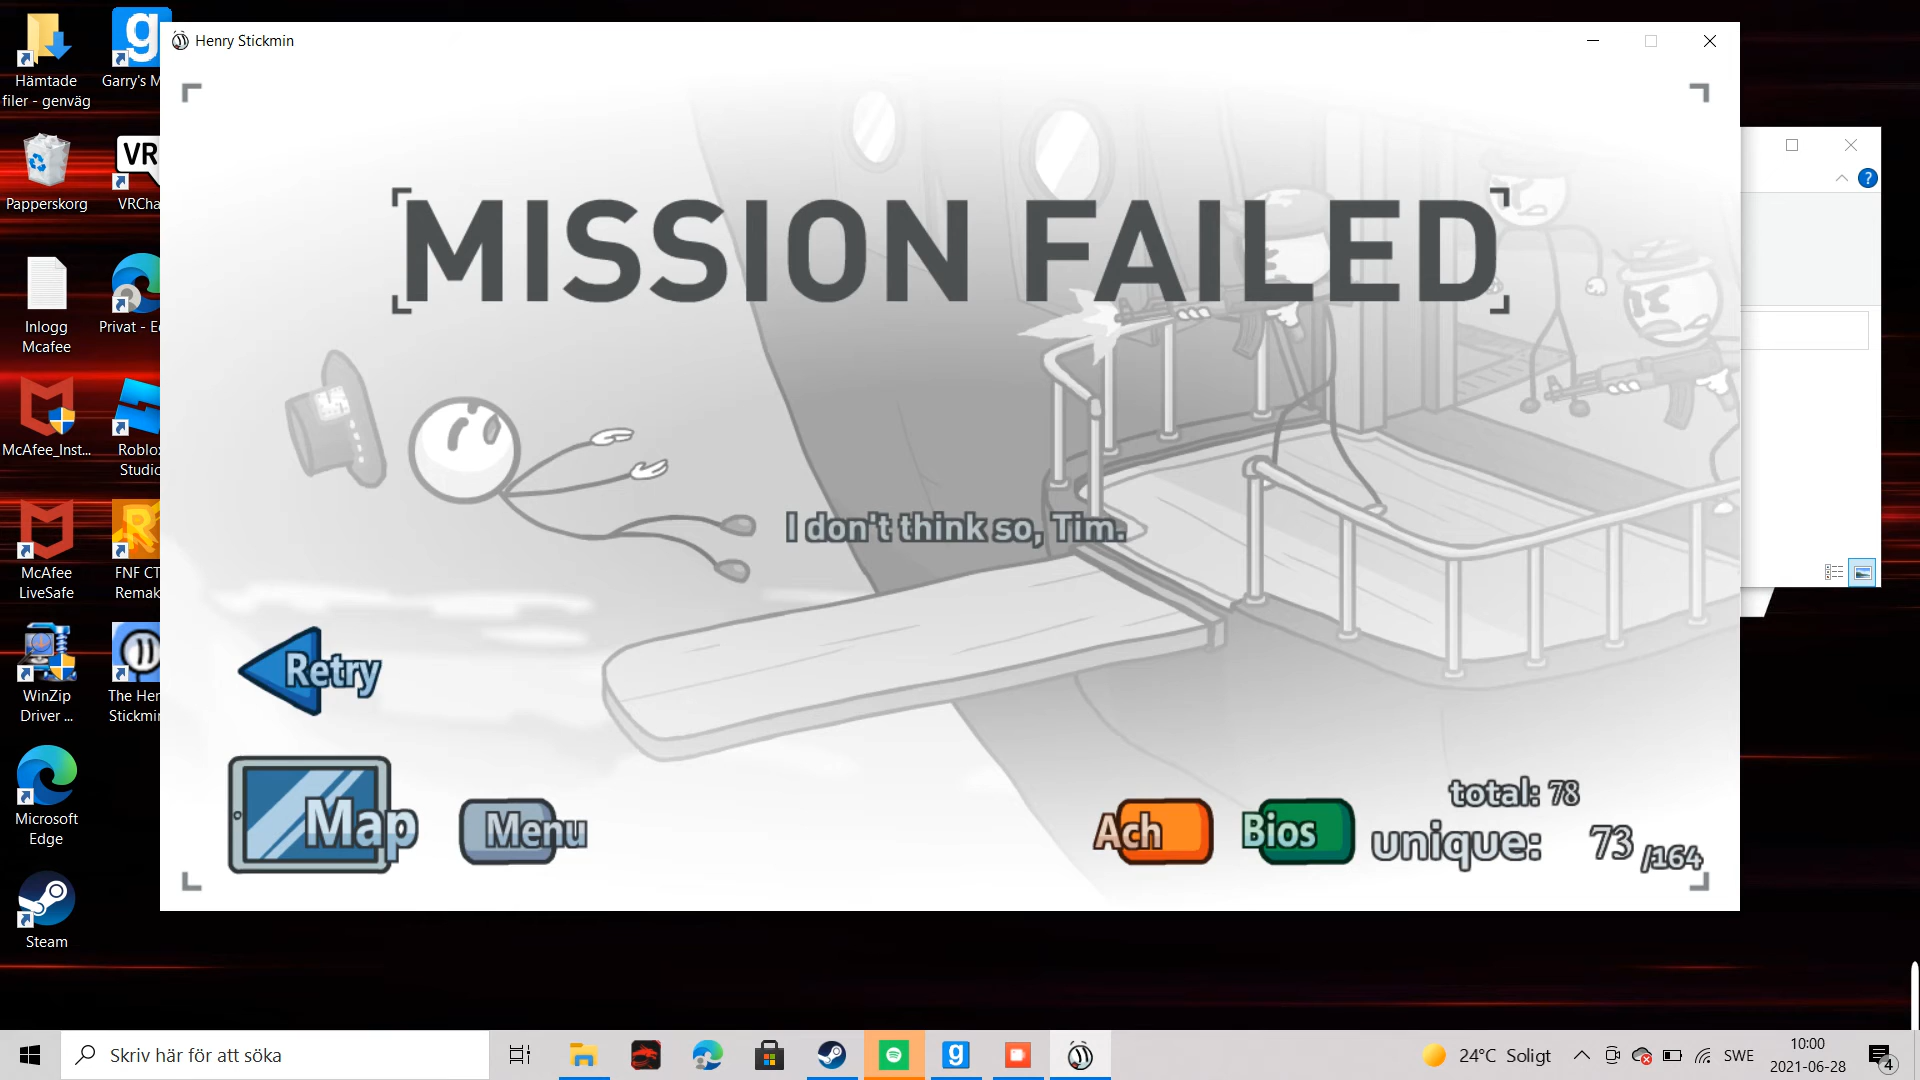 Hämtade
filer - genväg
Garry's M
Papperskorg
VR
VRCha
Inlogg
Mcafee
Privat - E
McAfee_Inst...
Roblo
Studio
McAfee
LiveSafe
FNF CT
Remak
WinZip
Driver ...
The Her
Stickmi
Microsoft
Edge
Steam
Henry Stickmin
MISSION FAILED
I don't think so, Tim.
Retry
Map
Menu
Ach
Bios
total: 78
unique: 73 /164
Skriv här för att söka
24°C Soligt
SWE
10:00
2021-06-28
4